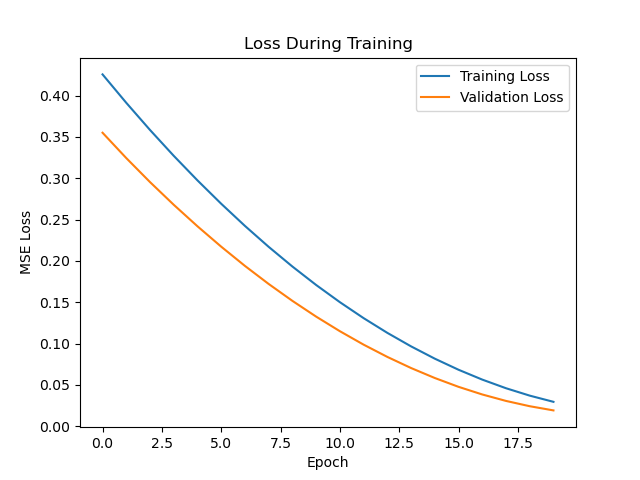 Loss During Training
Training Loss
Validation Loss
MSE Loss
0.40
0.35
0.30
0.25
0.20
0.15
0.10
0.05
0.00
0.0 2.5 5.0 7.5 10.0 12.5 15.0 17.5
Epoch